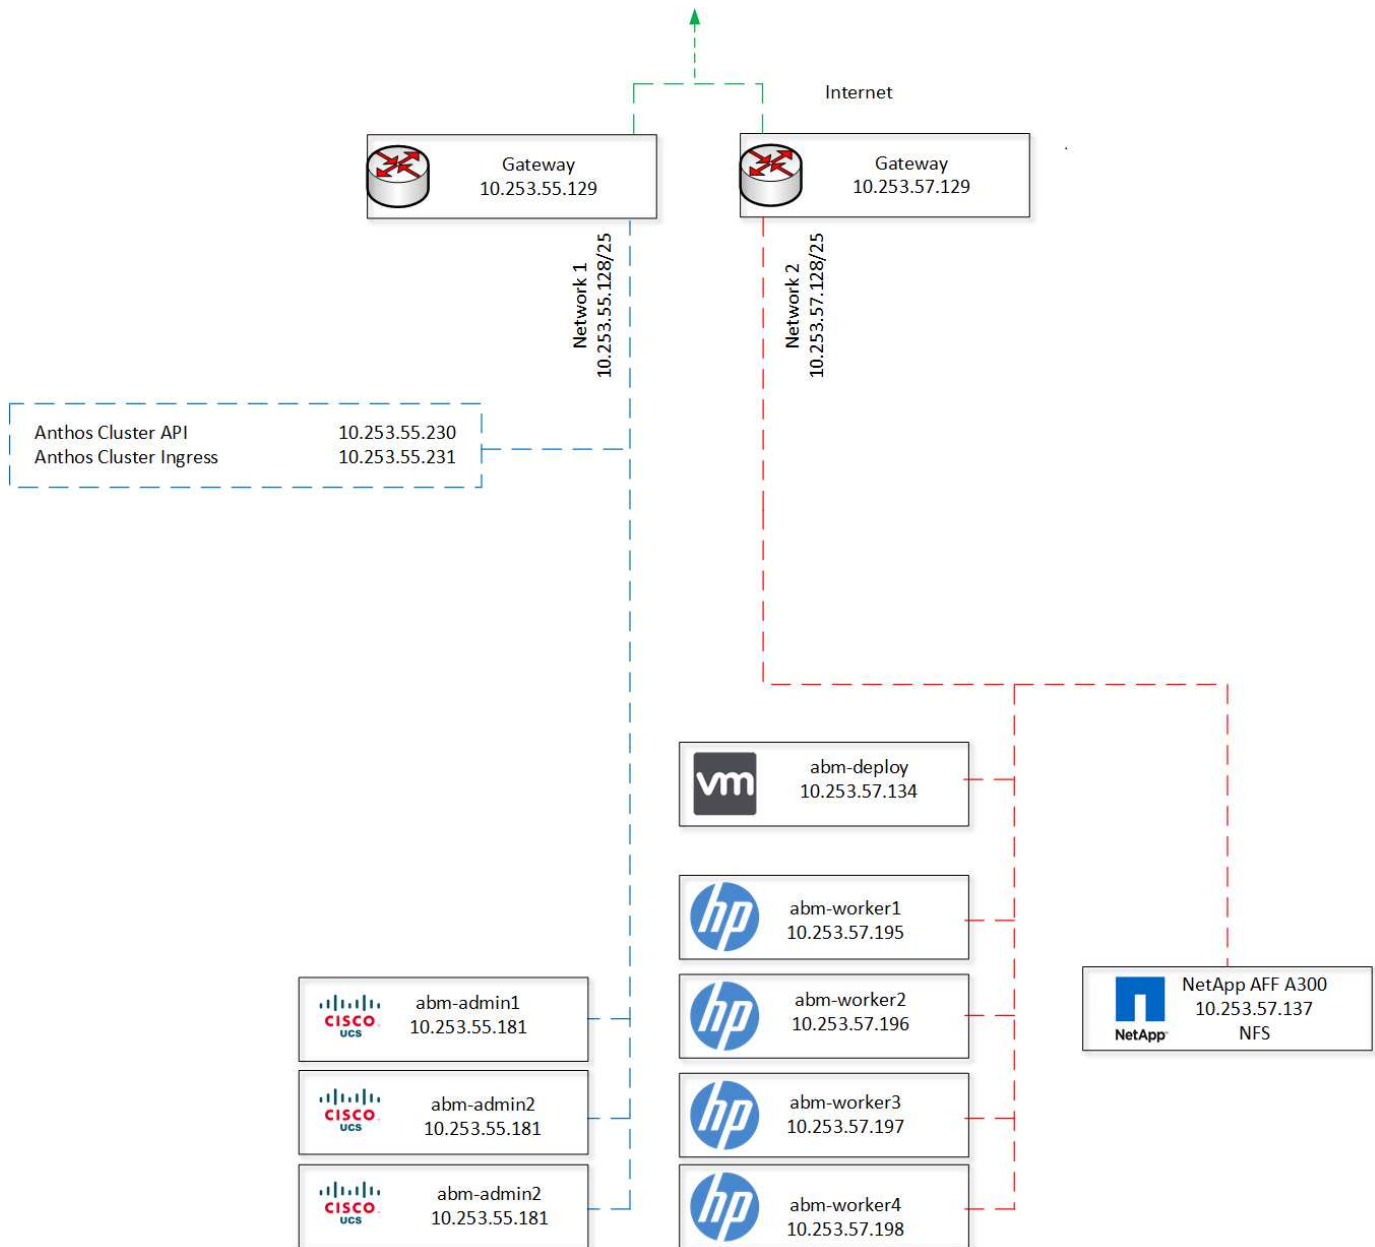 Internet
Gateway
10.253.55.129
Gateway
10.253.57.129
Network 1
10.253.55.128/25
Network 2
10.253.57.128/25
Anthos Cluster API 10.253.55.230
Anthos Cluster Ingress 10.253.55.231
vm
abm-deploy
10.253.57.134
hp
abm-worker1
10.253.57.195
CISCO
UCS
abm-admin1
10.253.55.181
hp
abm-worker2
10.253.57.196
NetApp
NetApp AFF A300
10.253.57.137
NFS
CISCO
UCS
abm-admin2
10.253.55.181
hp
abm-worker3
10.253.57.197
CISCO
UCS
abm-admin2
10.253.55.181
hp
abm-worker4
10.253.57.198